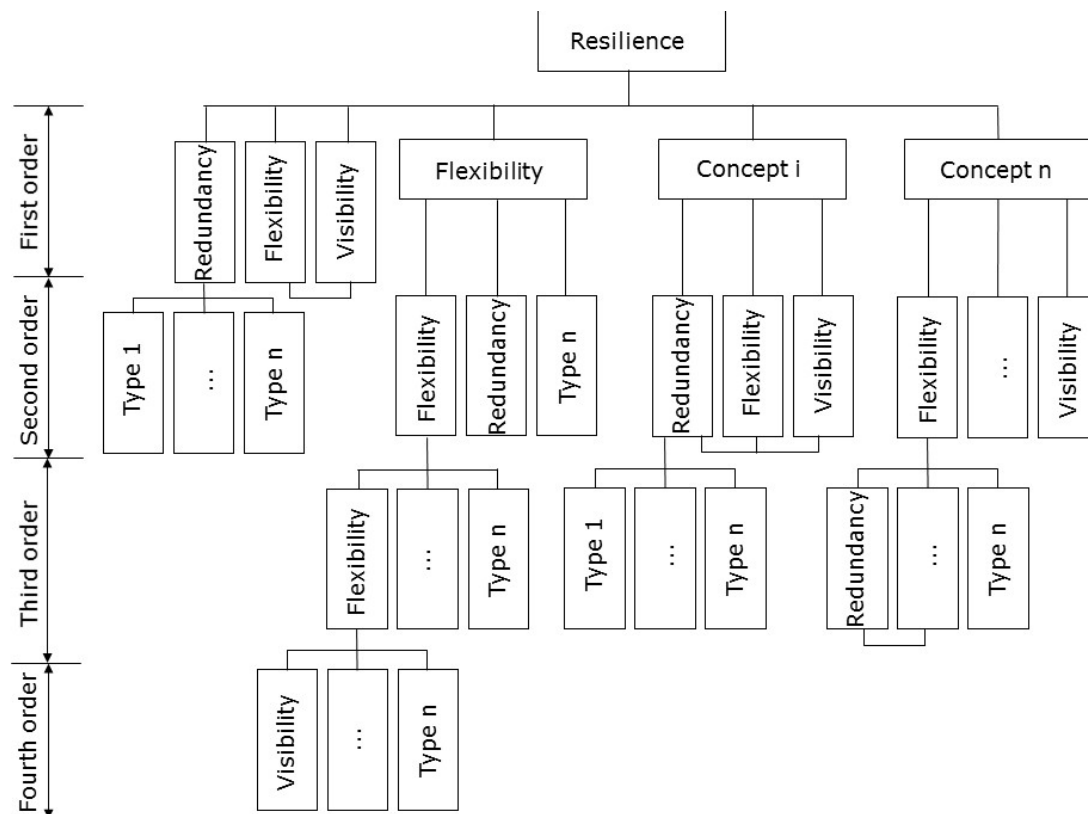 Resilience
First order
Redundancy
Flexibility
Visibility
Flexibility
Concept i
Concept n
Second order
Type 1
...
Type n
Flexibility
Redundancy
Type n
Redundancy
Flexibility
Visibility
Flexibility
...
Visibility
Third order
Flexibility
...
Type n
Type 1
...
Type n
Redundancy
...
Type n
Fourth order
Visibility
...
Type n